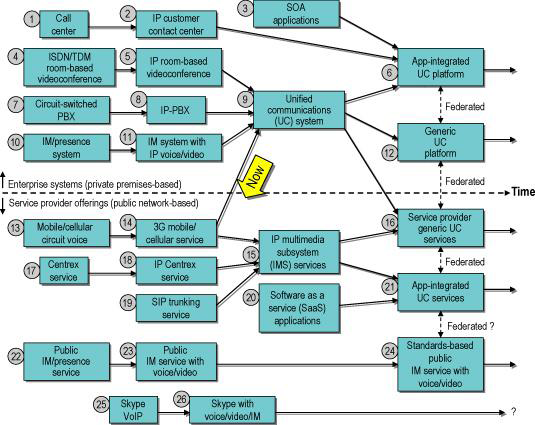 1
Call
center
2
IP customer
contact center
3
SOA
applications
4
ISDN/TDM
room-based
videoconference
5
IP room-based
videoconference
6
App-integrated
UC platform
7
Circuit-switched
PBX
8
IP-PBX
9
Unified
communications
(UC) system
Federated
10
IM/presence
system
11
IM system with
IP voice/video
12
Generic
UC
platform
Now
Federated
Enterprise systems (private premises-based)
Time
Service provider offerings (public network-based)
13
Mobile/cellular
circuit voice
14
3G mobile/
cellular service
15
IP multimedia
subsystem
(IMS) services
16
Service provider
generic UC
services
17
Centrex
service
18
IP Centrex
service
Federated
19
SIP trunking
service
20
Software as a
service (SaaS)
applications
21
App-integrated
UC services
Federated ?
22
Public
IM/presence
service
23
Public
IM service with
voice/video
24
Standards-based
public
IM service with
voice/video
25
Skype
VoIP
26
Skype with
voice/video/IM
?